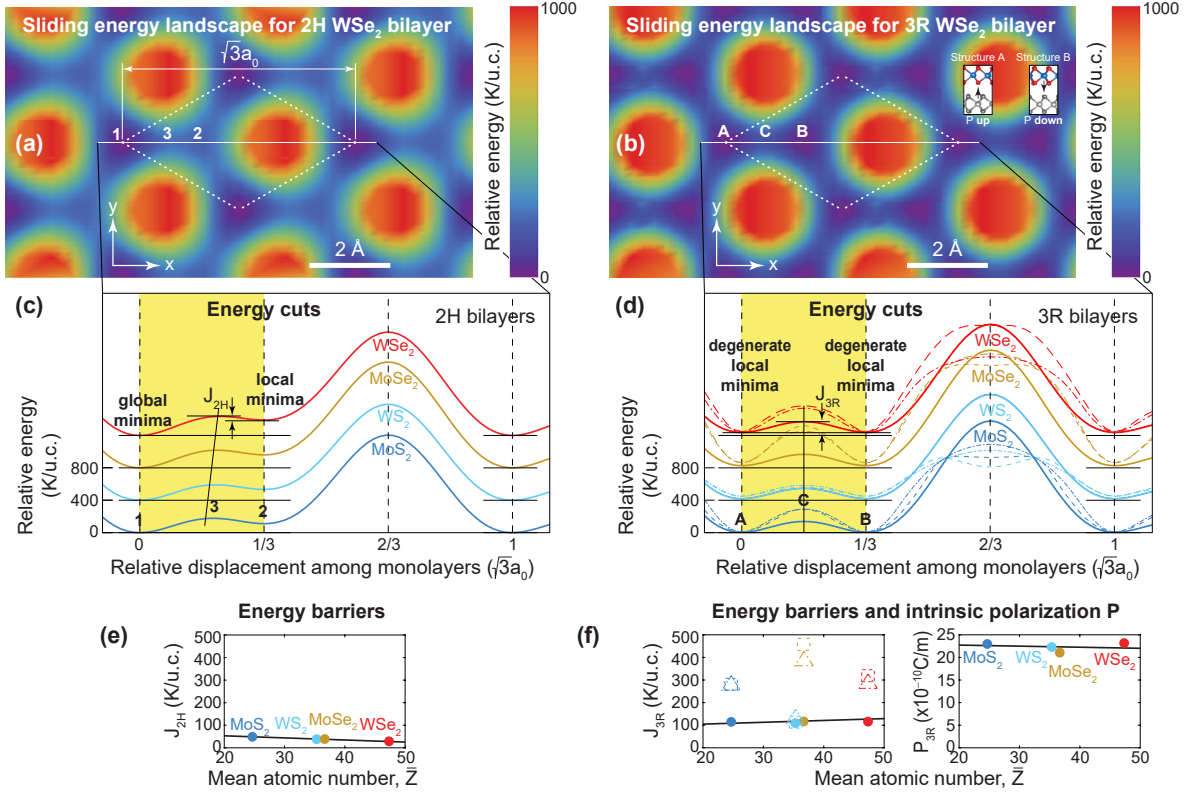 Sliding energy landscape for 2H WSe₂ bilayer
√3a₀
(a)
1 3 2
y
x
2 Å
1000
Relative energy (K/u.c.)
0
Sliding energy landscape for 3R WSe₂ bilayer
Structure A
P up
Structure B
P down
(b)
A C B
y
x
2 Å
1000
Relative energy (K/u.c.)
0
(c)
Energy cuts
2H bilayers
global minima
J₂H
local minima
WSe₂
MoSe₂
WS₂
MoS₂
1 3 2
Relative energy
(K/u.c.)
800
400
0
0 1/3 2/3 1
Relative displacement among monolayers (√3a₀)
(d)
Energy cuts
3R bilayers
degenerate
local
minima
degenerate
local
minima
J₃R
WSe₂
MoSe₂
WS₂
MoS₂
A C B
Relative energy
(K/u.c.)
800
400
0
0 1/3 2/3 1
Relative displacement among monolayers (√3a₀)
Energy barriers
(e)
J₂H (K/u.c.)
500
400
300
200
100
0
MoS₂ WS₂ MoSe₂ WSe₂
20 30 40 50
Mean atomic number, Z̄
Energy barriers and intrinsic polarization P
(f)
J₃R (K/u.c.)
500
400
300
200
100
0
20 30 40 50
P₃R (x10⁻¹⁰C/m)
25
20
15
10
5
0
MoS₂ WS₂ MoSe₂ WSe₂
20 30 40 50
Mean atomic number, Z̄